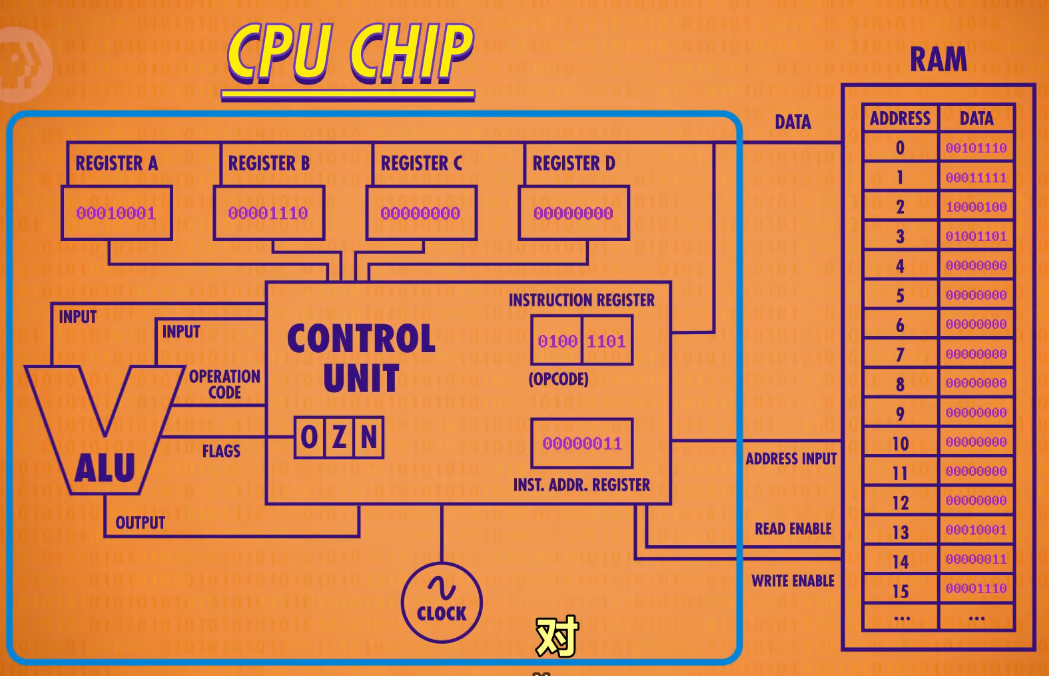 CPU CHIP
RAM
DATA
ADDRESS DATA
0 00101110
1 00011111
2 10000100
3 01001101
4 00000000
5 00000000
6 00000000
7 00000000
8 00000000
9 00000000
10 00000000
11 00000000
12 00000000
13 00010001
14 00000011
15 00001110
... ...
REGISTER A
00010001
REGISTER B
00001110
REGISTER C
00000000
REGISTER D
00000000
INPUT
INPUT
CONTROL
UNIT
INSTRUCTION REGISTER
0100 1101
(OPCODE)
OPERATION
CODE
O Z N
FLAGS
ALU
00000011
INST. ADDR. REGISTER
OUTPUT
CLOCK
ADDRESS INPUT
READ ENABLE
WRITE ENABLE
对